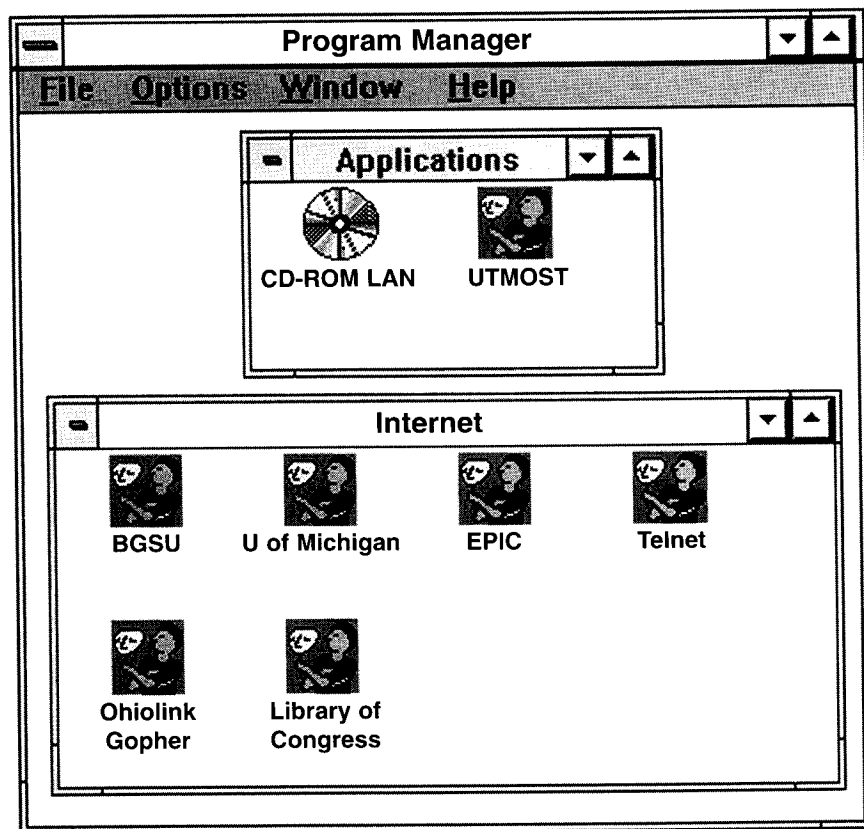 Program Manager
File Options Window Help
Applications
CD-ROM LAN UTMOST
Internet
BGSU U of Michigan EPIC Telnet
Ohiolink Library of
Gopher Congress